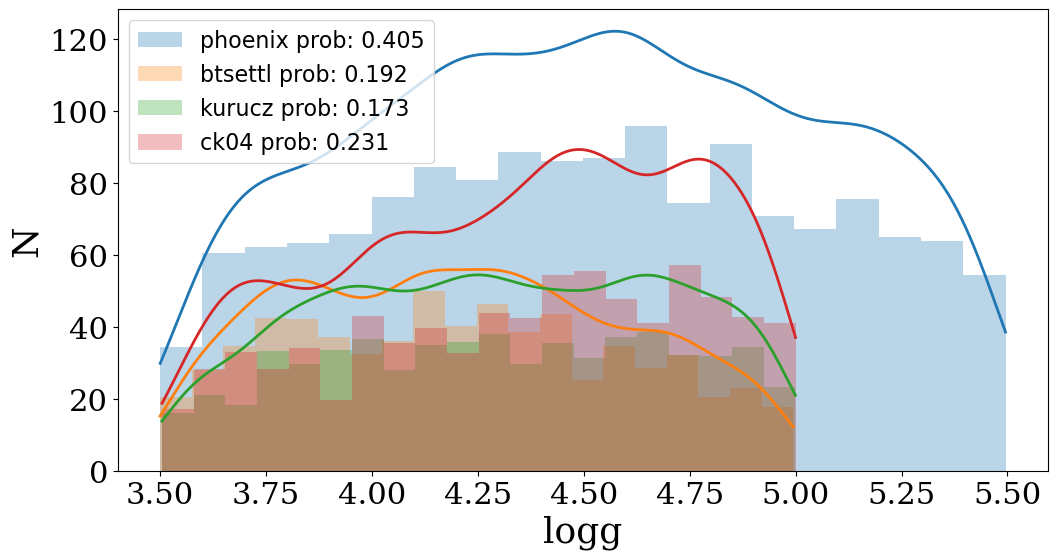 phoenix prob: 0.405
btsettl prob: 0.192
kurucz prob: 0.173
ck04 prob: 0.231
120
100
80
60
40
20
0
N
3.50 3.75 4.00 4.25 4.50 4.75 5.00 5.25 5.50
logg